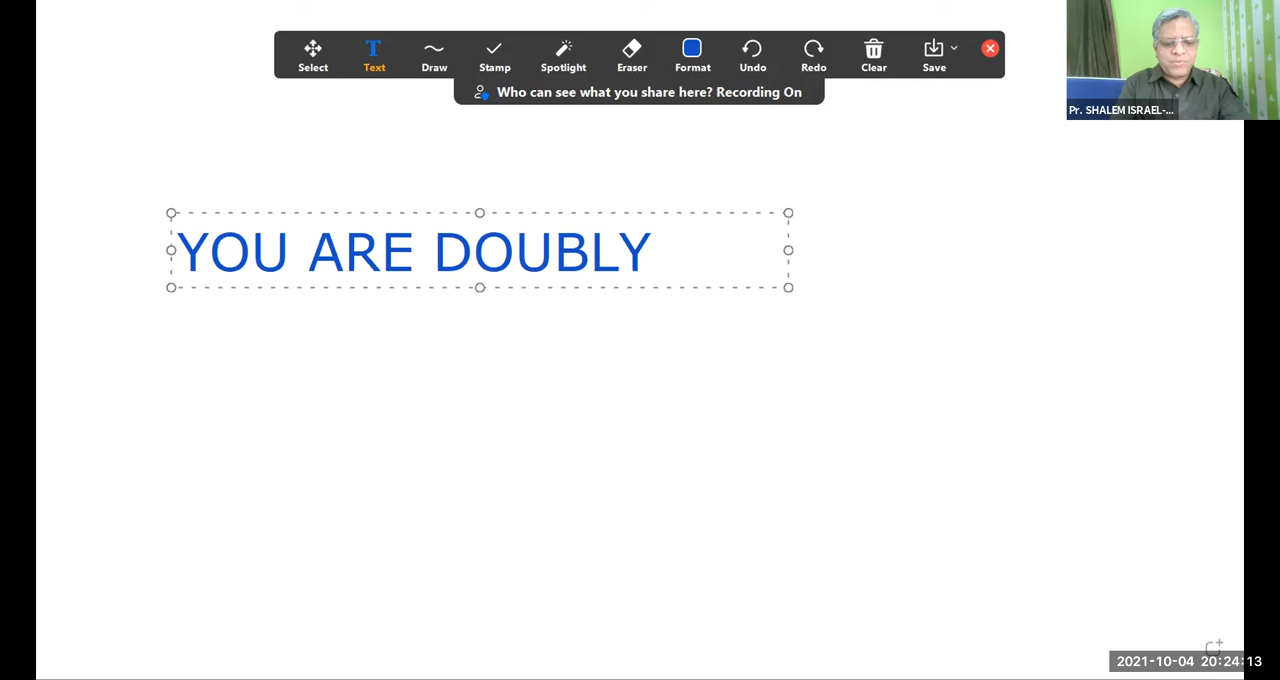 Select Text Draw Stamp Spotlight Eraser Format Undo Redo Clear Save
Who can see what you share here? Recording On
Pr. SHALEM ISRAEL-...
YOU ARE DOUBLY
2021-10-04 20:24:13